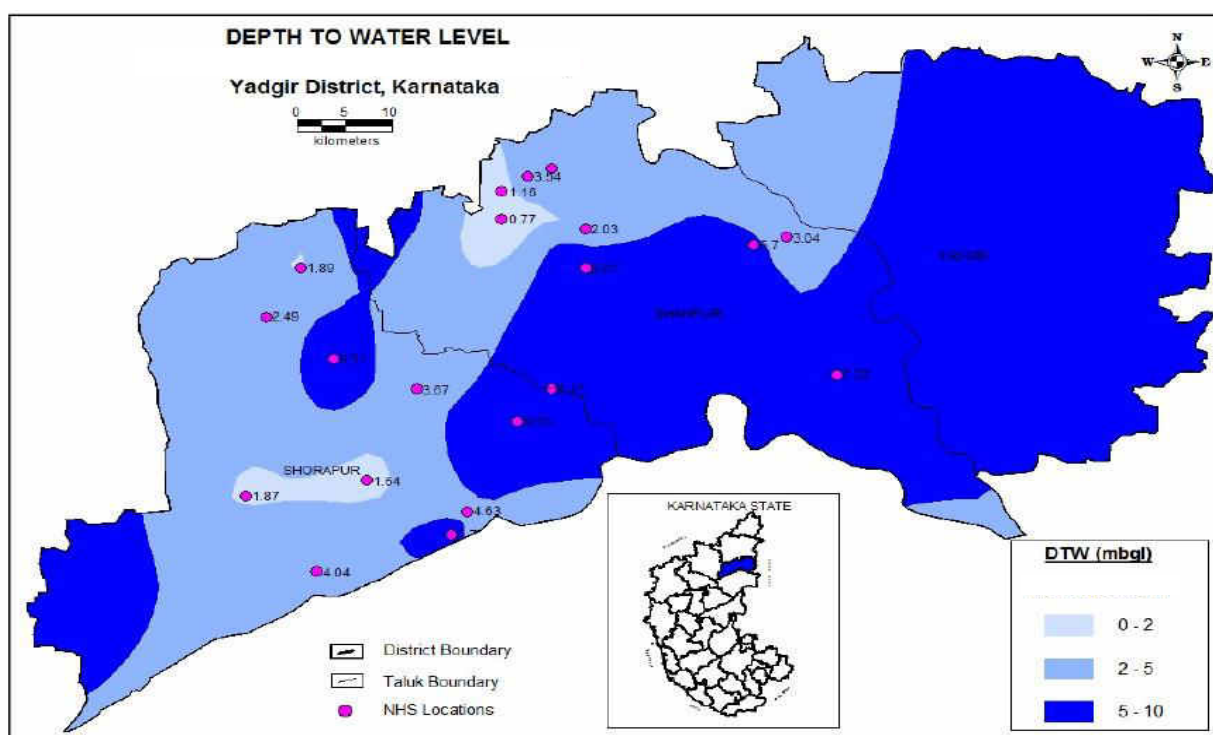 DEPTH TO WATER LEVEL
Yadgir District, Karnataka
0 5 10
kilometers
N
W E
S
3.54
1.16
0.77
2.03
3.04
1.89
2.49
3.67
SHORAPUR
1.64
1.87
4.63
4.04
KARNATAKA STATE
DTW (mbgl)
0 - 2
2 - 5
5 - 10
District Boundary
Taluk Boundary
NHS Locations